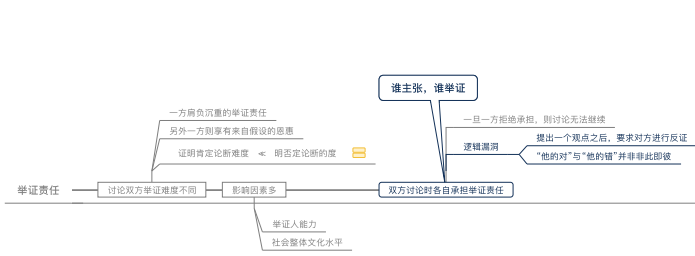 谁主张，谁举证
一方肩负沉重的举证责任
另外一方则享有来自假设的恩惠
证明肯定论断难度 ≪ 明否定论断的度
一旦一方拒绝承担，则讨论无法继续
逻辑漏洞
提出一个观点之后，要求对方进行反证
“他的对”与“他的错”并非非此即彼
举证责任
讨论双方举证难度不同
影响因素多
双方讨论时各自承担举证责任
举证人能力
社会整体文化水平